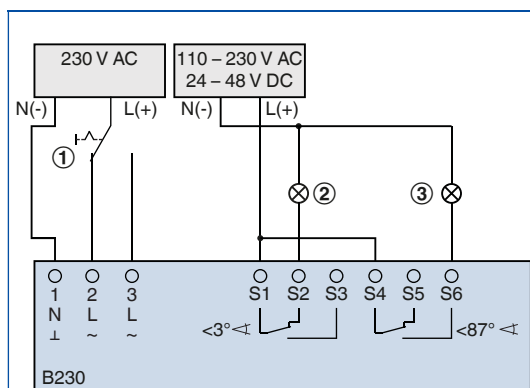 230 V AC
110 – 230 V AC
24 – 48 V DC
N(-) L(+) N(-) L(+)
①
② ③
1 2 3 S1 S2 S3 S4 S5 S6
N L L
⊥ ~ ~
<3°∢ <87°∢
B230